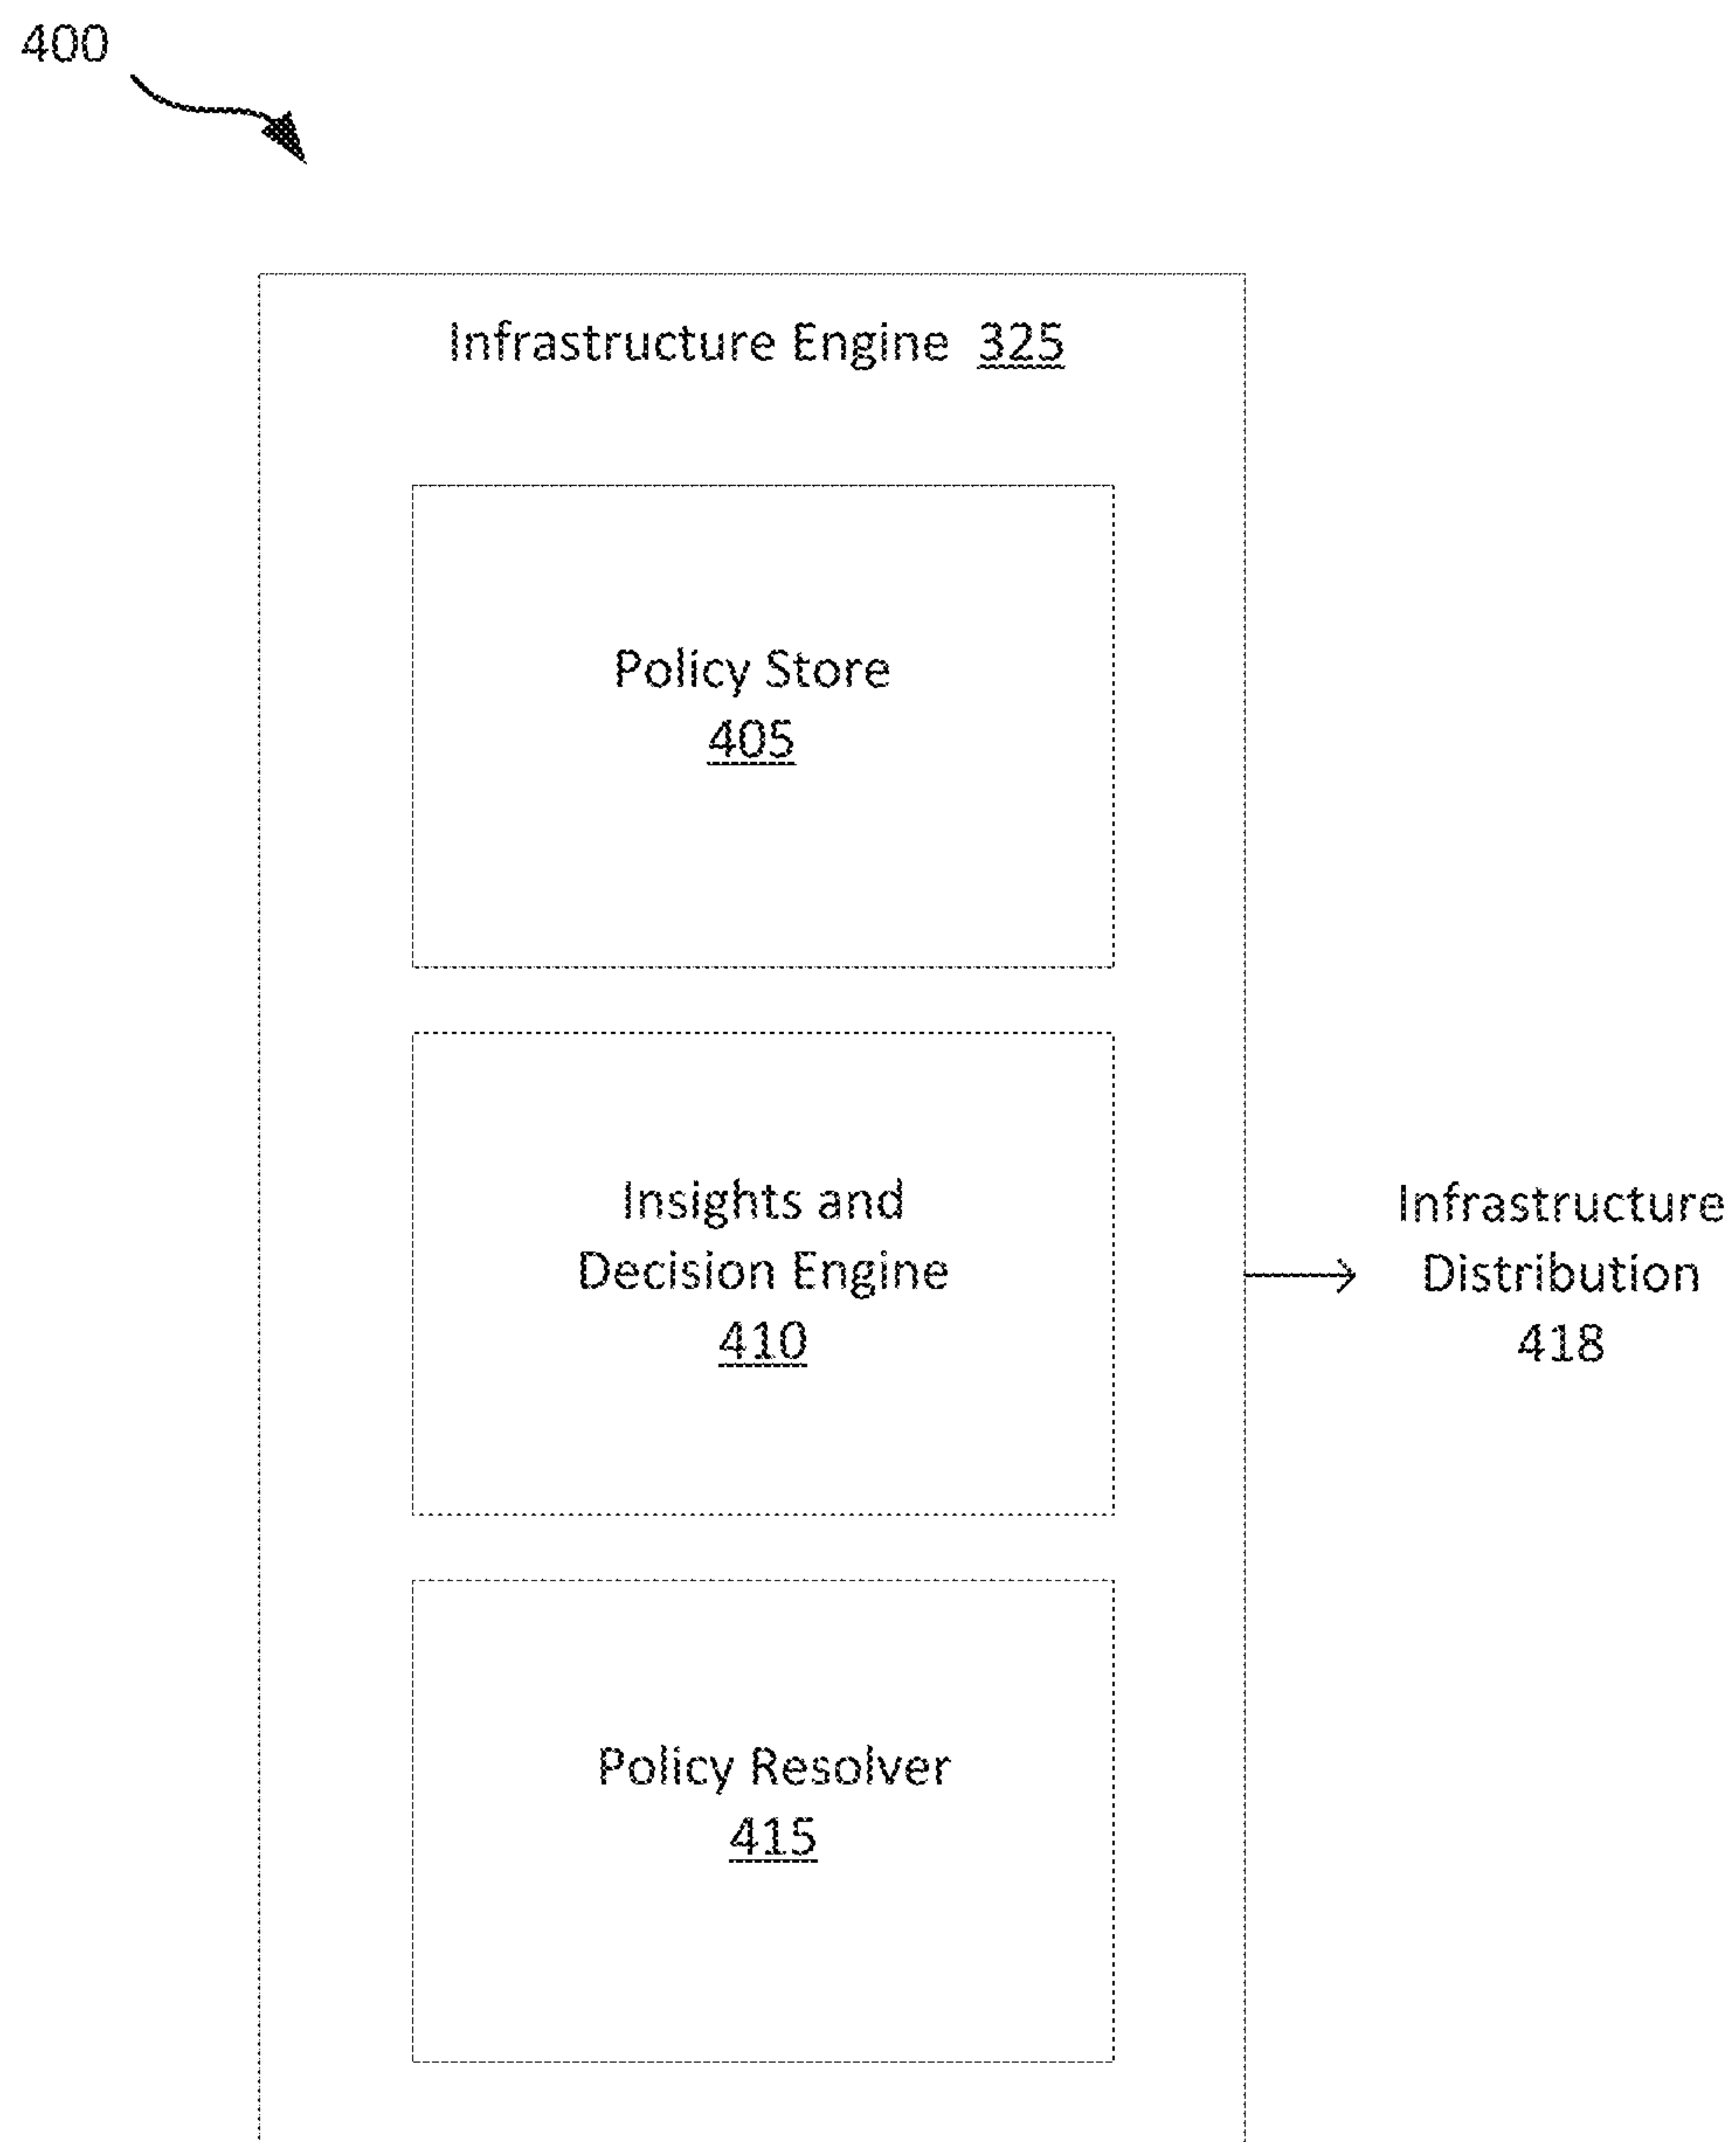 400
Infrastructure Engine 325
Policy Store
405
Insights and
Decision Engine
410
Infrastructure
Distribution
418
Policy Resolver
415